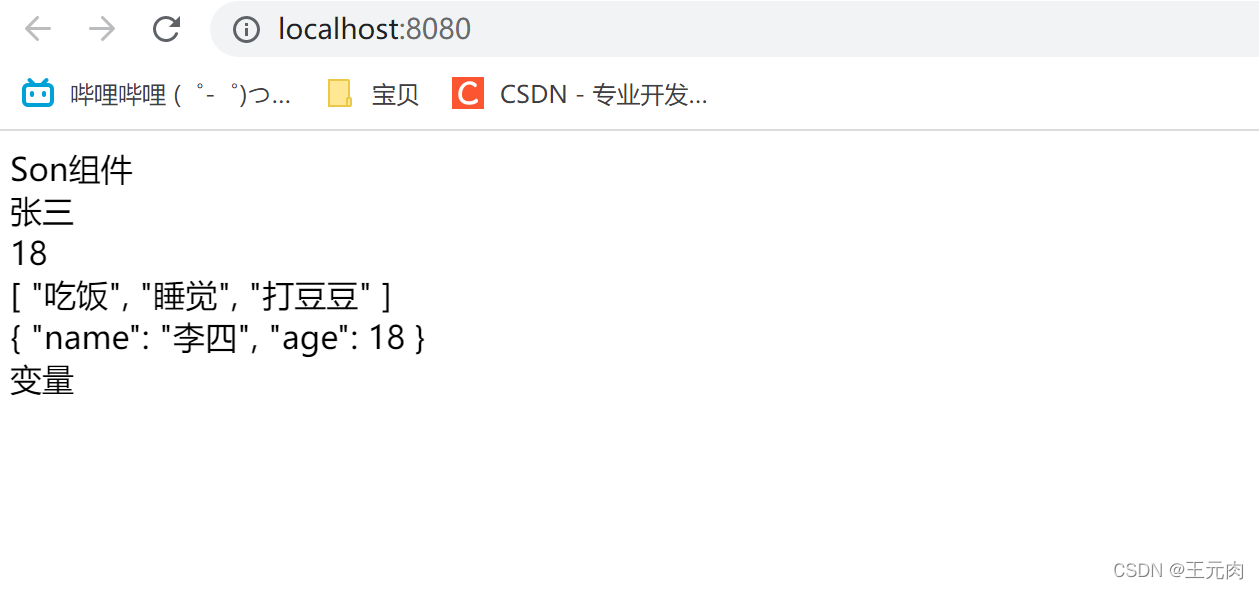 localhost:8080
哔哩哔哩 (゜-゜)つ... 宝贝 CSDN - 专业开发...
Son组件
张三
18
[ "吃饭", "睡觉", "打豆豆" ]
{ "name": "李四", "age": 18 }
变量
CSDN @王元肉